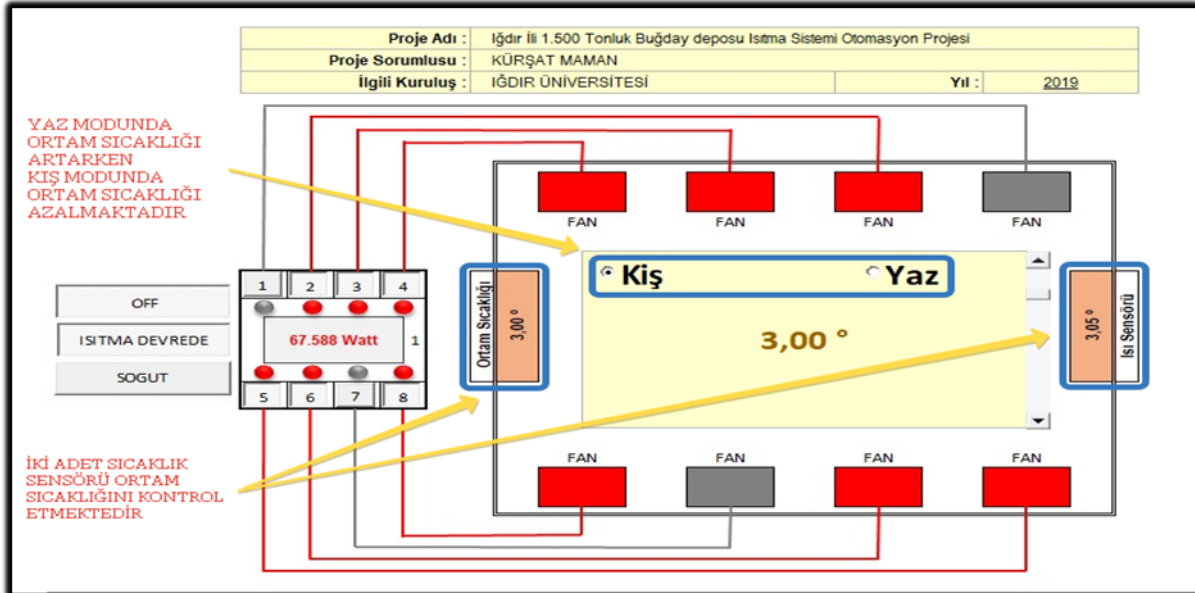 Proje Adı : Iğdır İli 1.500 Tonluk Buğday deposu Isıtma Sistemi Otomasyon Projesi
Proje Sorumlusu : KÜRŞAT MAMAN
İlgili Kuruluş : IĞDIR ÜNİVERSİTESİ Yıl : 2019
YAZ MODUNDA
ORTAM SICAKLIĞI
ARTARKEN
KIŞ MODUNDA
ORTAM SICAKLIĞI
AZALMAKTADIR
FAN FAN FAN FAN
1 2 3 4
67.588 Watt 1
5 6 7 8
OFF
ISITMA DEVREDE
SOGUT
Ortam Sıcaklığı
3,00 º
Kiş Yaz
3,00 °
3,05 º
Isı Sensörü
İKİ ADET SICAKLIK
SENSÖRÜ ORTAM
SICAKLIĞINI KONTROL
ETMEKTEDİR
FAN FAN FAN FAN